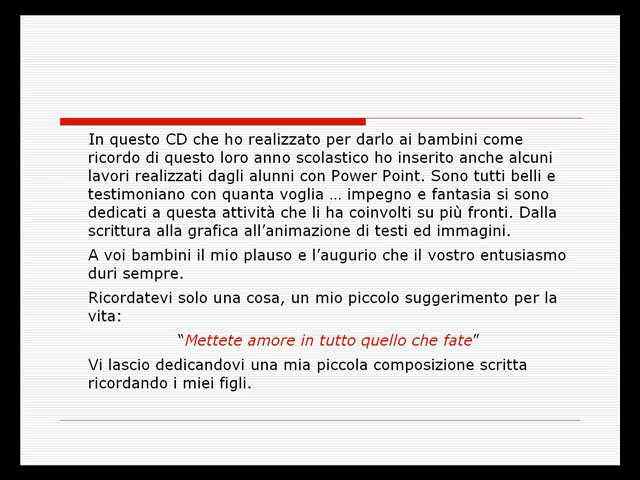 In questo CD che ho realizzato per darlo ai bambini come
ricordo di questo loro anno scolastico ho inserito anche alcuni
lavori realizzati dagli alunni con Power Point. Sono tutti belli e
testimoniano con quanta voglia … impegno e fantasia si sono
dedicati a questa attività che li ha coinvolti su più fronti. Dalla
scrittura alla grafica all’animazione di testi ed immagini.
A voi bambini il mio plauso e l’augurio che il vostro entusiasmo
duri sempre.
Ricordatevi solo una cosa, un mio piccolo suggerimento per la
vita:
“Mettete amore in tutto quello che fate”
Vi lascio dedicandovi una mia piccola composizione scritta
ricordando i miei figli.